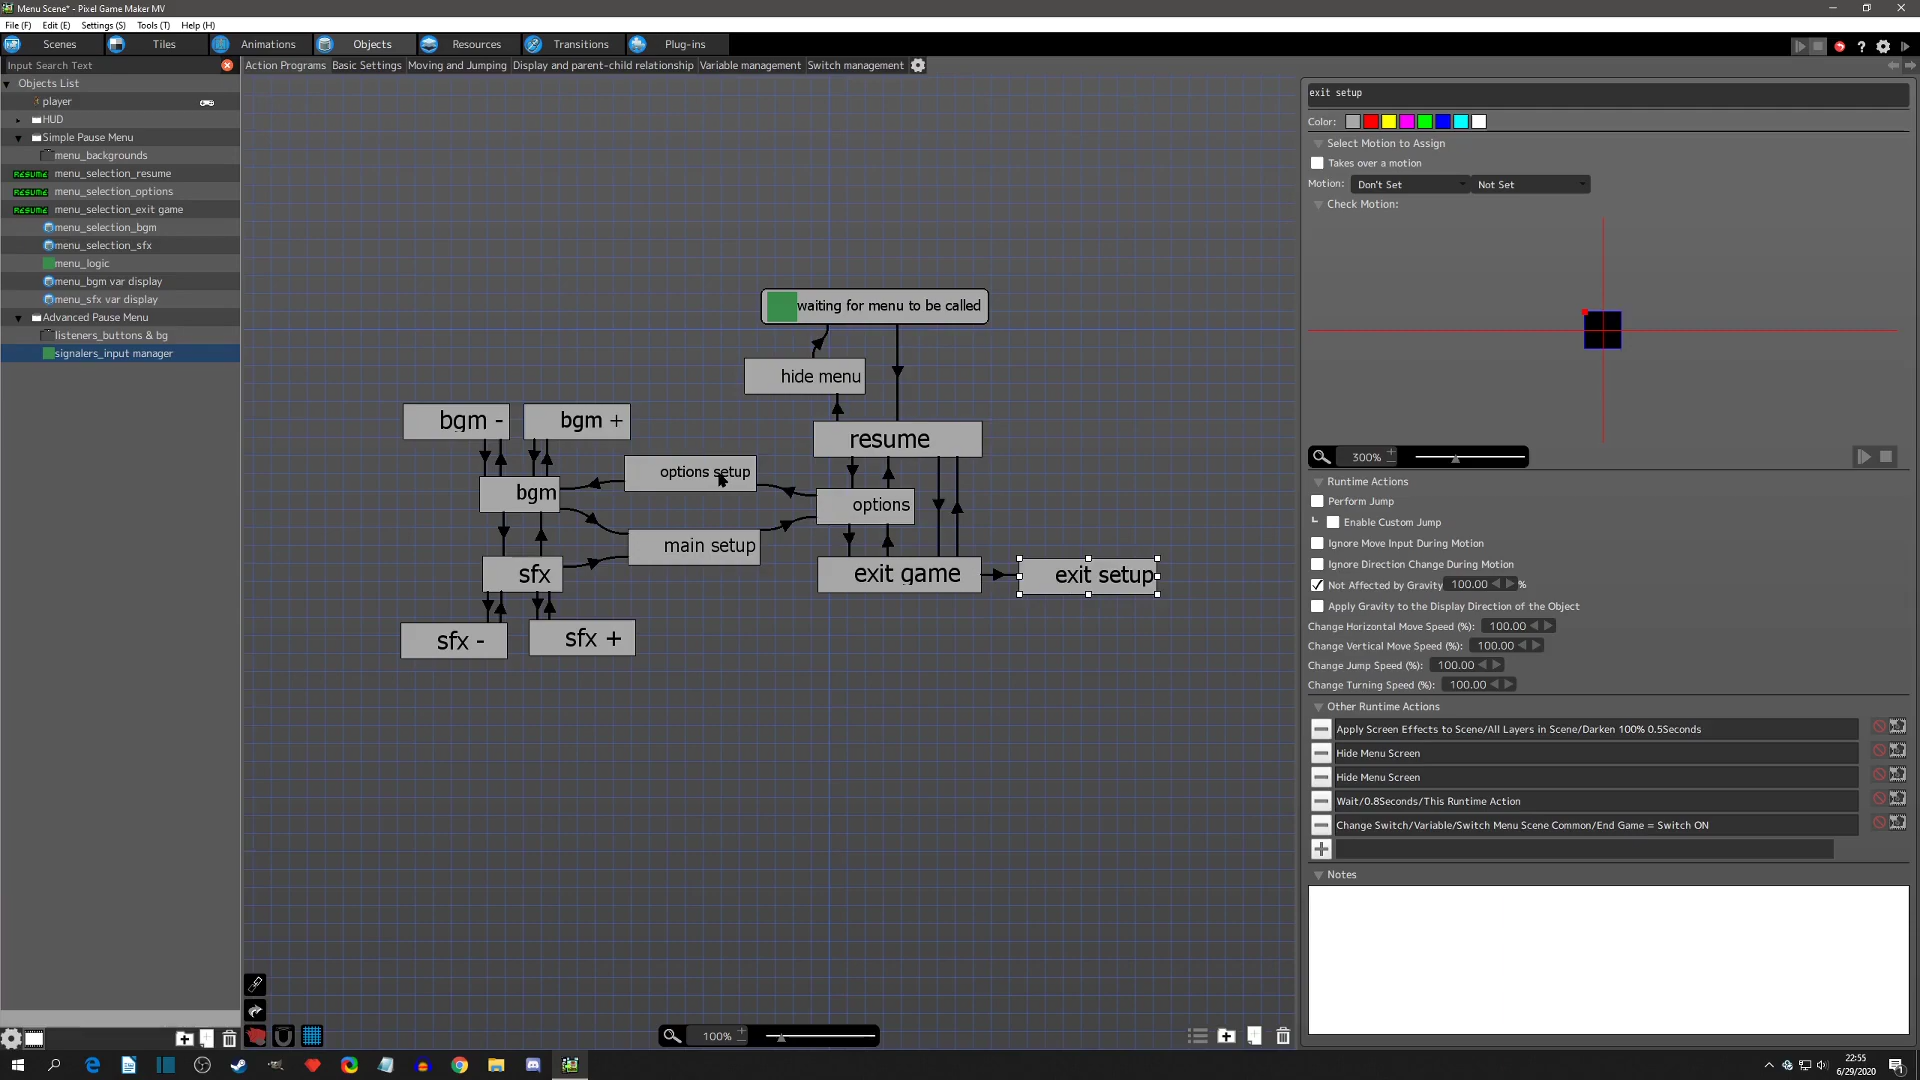 Menu Scene* - Pixel Game Maker MV
File (F) Edit (E) Settings (S) Tools (T) Help (H)
Scenes Tiles Animations Objects Resources Transitions Plug-ins
Input Search Text
Action Programs Basic Settings Moving and Jumping Display and parent-child relationship Variable management Switch management
Objects List
player
HUD
Simple Pause Menu
menu_backgrounds
RESUME menu_selection_resume
RESUME menu_selection_options
RESUME menu_selection_exit game
menu_selection_bgm
menu_selection_sfx
menu_logic
menu_bgm var display
menu_sfx var display
Advanced Pause Menu
listeners_buttons & bg
signalers_input manager
waiting for menu to be called
hide menu
bgm - bgm +
resume
options setup
bgm
options
main setup
sfx
exit game
exit setup
sfx - sfx +
100%
exit setup
Color:
Select Motion to Assign
Takes over a motion
Motion: Don't Set Not Set
Check Motion:
300%
Runtime Actions
Perform Jump
Enable Custom Jump
Ignore Move Input During Motion
Ignore Direction Change During Motion
Not Affected by Gravity 100.00 %
Apply Gravity to the Display Direction of the Object
Change Horizontal Move Speed (%): 100.00
Change Vertical Move Speed (%): 100.00
Change Jump Speed (%): 100.00
Change Turning Speed (%): 100.00
Other Runtime Actions
Apply Screen Effects to Scene/All Layers in Scene/Darken 100% 0.5Seconds
Hide Menu Screen
Hide Menu Screen
Wait/0.8Seconds/This Runtime Action
Change Switch/Variable/Switch Menu Scene Common/End Game = Switch ON
Notes
22:55
6/29/2020